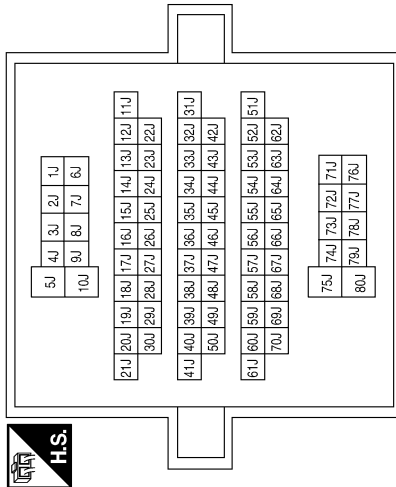 H.S.
5J 4J 3J 2J 1J
10J 9J 8J 7J 6J
21J 20J 19J 18J 17J 16J 15J 14J 13J 12J 11J
30J 29J 28J 27J 26J 25J 24J 23J 22J
41J 40J 39J 38J 37J 36J 35J 34J 33J 32J 31J
50J 49J 48J 47J 46J 45J 44J 43J 42J
61J 60J 59J 58J 57J 56J 55J 54J 53J 52J 51J
70J 69J 68J 67J 66J 65J 64J 63J 62J
75J 74J 73J 72J 71J
80J 79J 78J 77J 76J